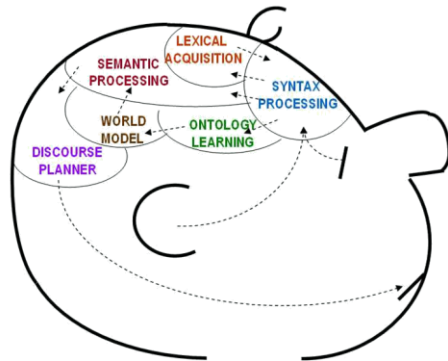 LEXICAL
ACQUISITION
SEMANTIC
PROCESSING
SYNTAX
PROCESSING
WORLD
MODEL
ONTOLOGY
LEARNING
DISCOURSE
PLANNER